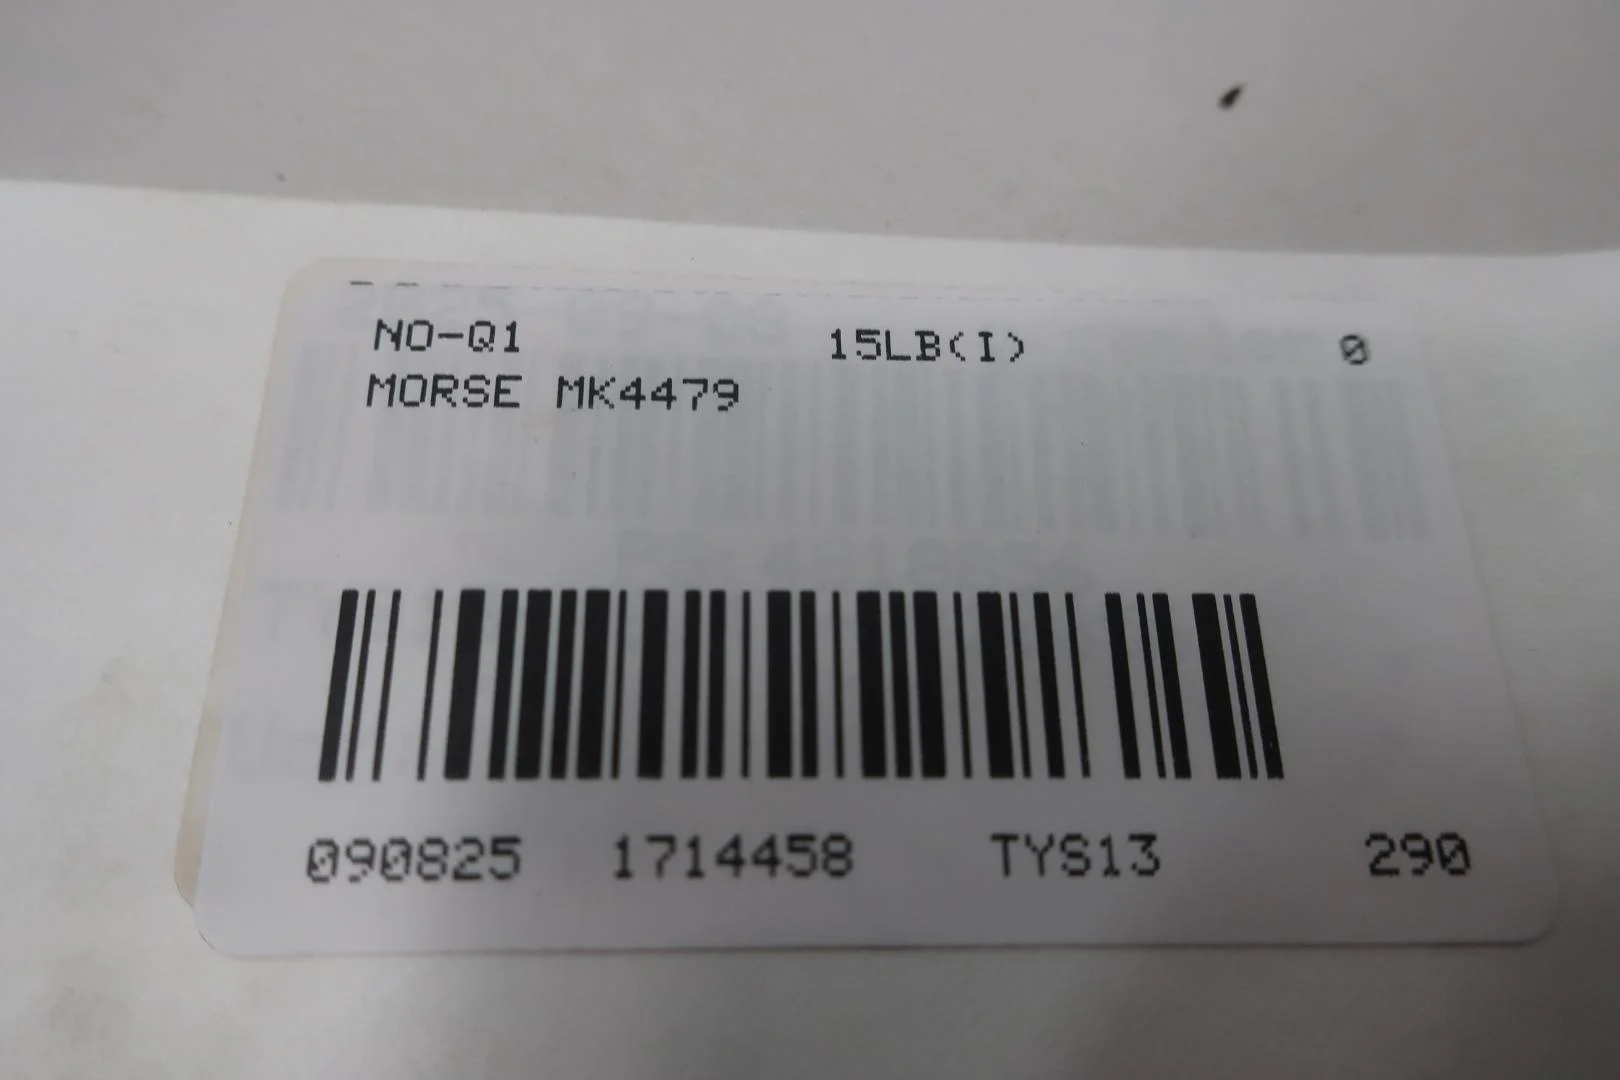 NO-Q1 15LB(I) 0
MORSE MK4479
090825 1714458 TYS13 290